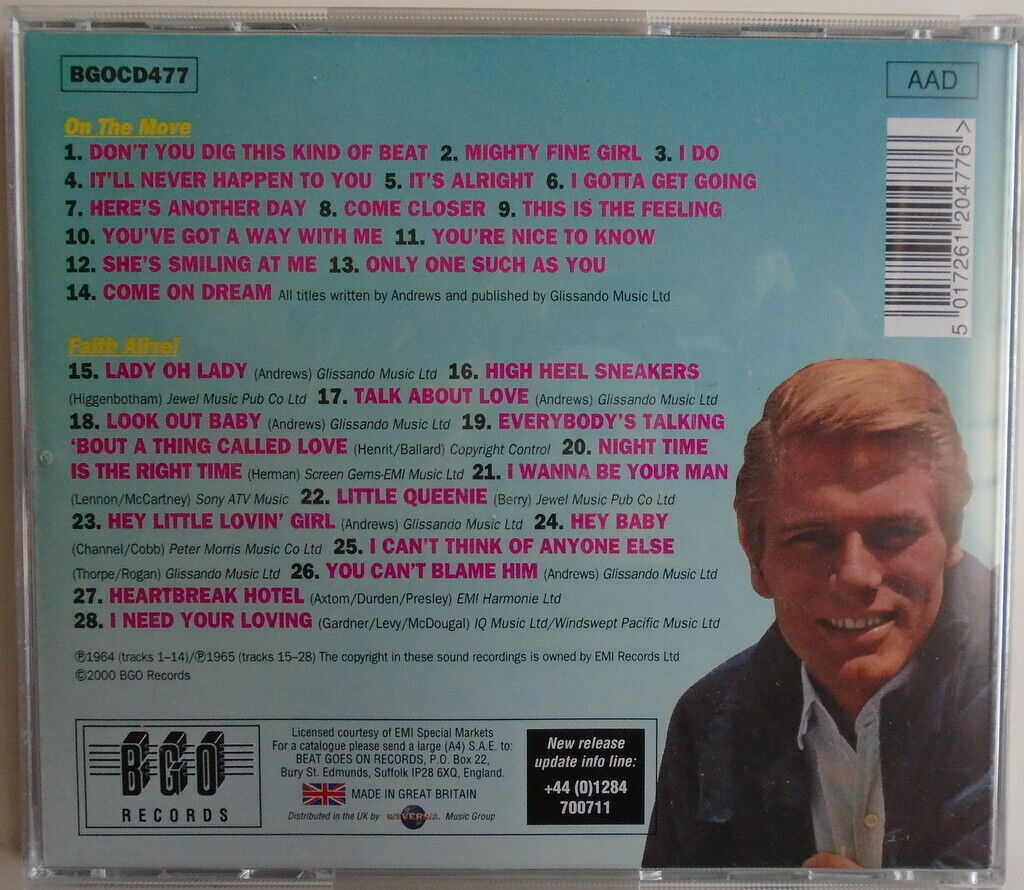 BGOCD477
AAD
On The Move
1. DON'T YOU DIG THIS KIND OF BEAT 2. MIGHTY FINE GIRL 3. I DO
4. IT'LL NEVER HAPPEN TO YOU 5. IT'S ALRIGHT 6. I GOTTA GET GOING
7. HERE'S ANOTHER DAY 8. COME CLOSER 9. THIS IS THE FEELING
10. YOU'VE GOT A WAY WITH ME 11. YOU'RE NICE TO KNOW
12. SHE'S SMILING AT ME 13. ONLY ONE SUCH AS YOU
14. COME ON DREAM All titles written by Andrews and published by Glissando Music Ltd
5 017261 204776 >
Faith Alive!
15. LADY OH LADY (Andrews) Glissando Music Ltd 16. HIGH HEEL SNEAKERS
(Higgenbotham) Jewel Music Pub Co Ltd 17. TALK ABOUT LOVE (Andrews) Glissando Music Ltd
18. LOOK OUT BABY (Andrews) Glissando Music Ltd 19. EVERYBODY'S TALKING
'BOUT A THING CALLED LOVE (Henrit/Ballard) Copyright Control 20. NIGHT TIME
IS THE RIGHT TIME (Herman) Screen Gems-EMI Music Ltd 21. I WANNA BE YOUR MAN
(Lennon/McCartney) Sony ATV Music 22. LITTLE QUEENIE (Berry) Jewel Music Pub Co Ltd
23. HEY LITTLE LOVIN' GIRL (Andrews) Glissando Music Ltd 24. HEY BABY
(Channel/Cobb) Peter Morris Music Co Ltd 25. I CAN'T THINK OF ANYONE ELSE
(Thorpe/Rogan) Glissando Music Ltd 26. YOU CAN'T BLAME HIM (Andrews) Glissando Music Ltd
27. HEARTBREAK HOTEL (Axtom/Durden/Presley) EMI Harmonie Ltd
28. I NEED YOUR LOVING (Gardner/Levy/McDougal) IQ Music Ltd/Windswept Pacific Music Ltd
℗1964 (tracks 1–14)/℗1965 (tracks 15–28) The copyright in these sound recordings is owned by EMI Records Ltd
©2000 BGO Records
BGO
RECORDS
Licensed courtesy of EMI Special Markets
For a catalogue please send a large (A4) S.A.E. to:
BEAT GOES ON RECORDS, P.O. Box 22,
Bury St. Edmunds, Suffolk IP28 6XQ, England.
MADE IN GREAT BRITAIN
Distributed in the UK by UNIVERSAL Music Group
New release
update info line:
+44 (0)1284
700711